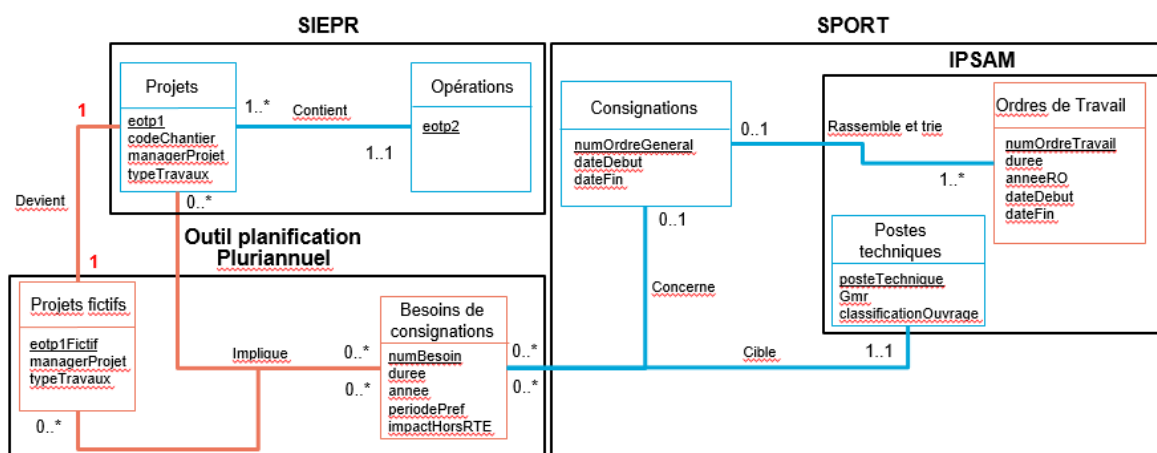 SIEPR
SPORT
IPSAM
Projets
eotp1
codeChantier
managerProjet
typeTravaux
1..*
Contient
1..1
Opérations
eotp2
Consignations
numOrdreGeneral
dateDebut
dateFin
0..1
Rassemble et trie
1..*
Ordres de Travail
numOrdreTravail
duree
anneeRO
dateDebut
dateFin
1
Devient
1
0..*
0..1
Outil planification
Pluriannuel
Postes
techniques
posteTechnique
Gmr
classificationOuvrage
Concerne
Projets fictifs
eotp1Fictif
managerProjet
typeTravaux
0..*
Implique
0..*
0..*
Besoins de
consignations
numBesoin
duree
annee
periodePref
impactHorsRTE
0..*
0..*
Cible
1..1